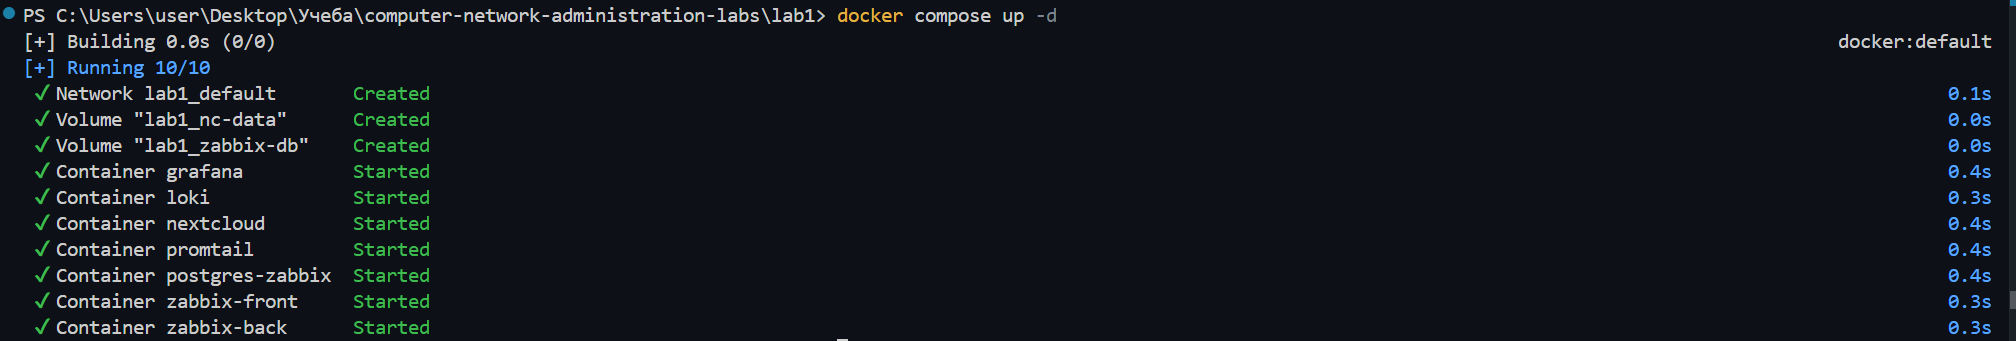 PS C:\Users\user\Desktop\Учеба\computer-network-administration-labs\lab1> docker compose up -d
[+] Building 0.0s (0/0) docker:default
[+] Running 10/10
✓ Network lab1_default Created 0.1s
✓ Volume "lab1_nc-data" Created 0.0s
✓ Volume "lab1_zabbix-db" Created 0.0s
✓ Container grafana Started 0.4s
✓ Container loki Started 0.3s
✓ Container nextcloud Started 0.4s
✓ Container promtail Started 0.4s
✓ Container postgres-zabbix Started 0.4s
✓ Container zabbix-front Started 0.3s
✓ Container zabbix-back Started 0.3s